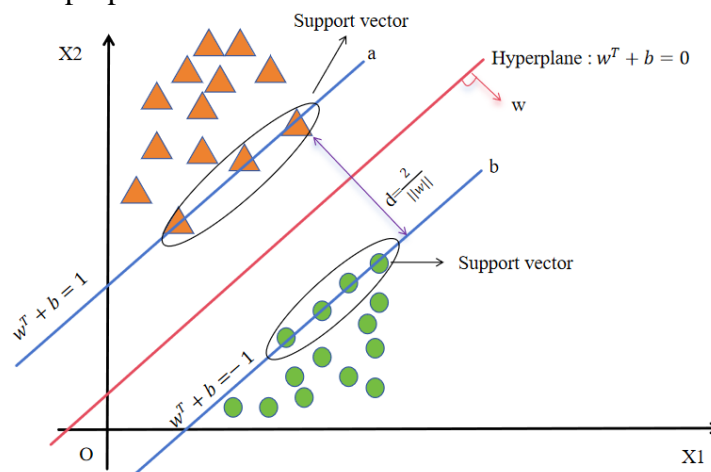 Support vector
X2
a
Hyperplane : w^T + b = 0
w
b
d=2/||w||
Support vector
w^T + b = 1
w^T + b =− 1
O
X1